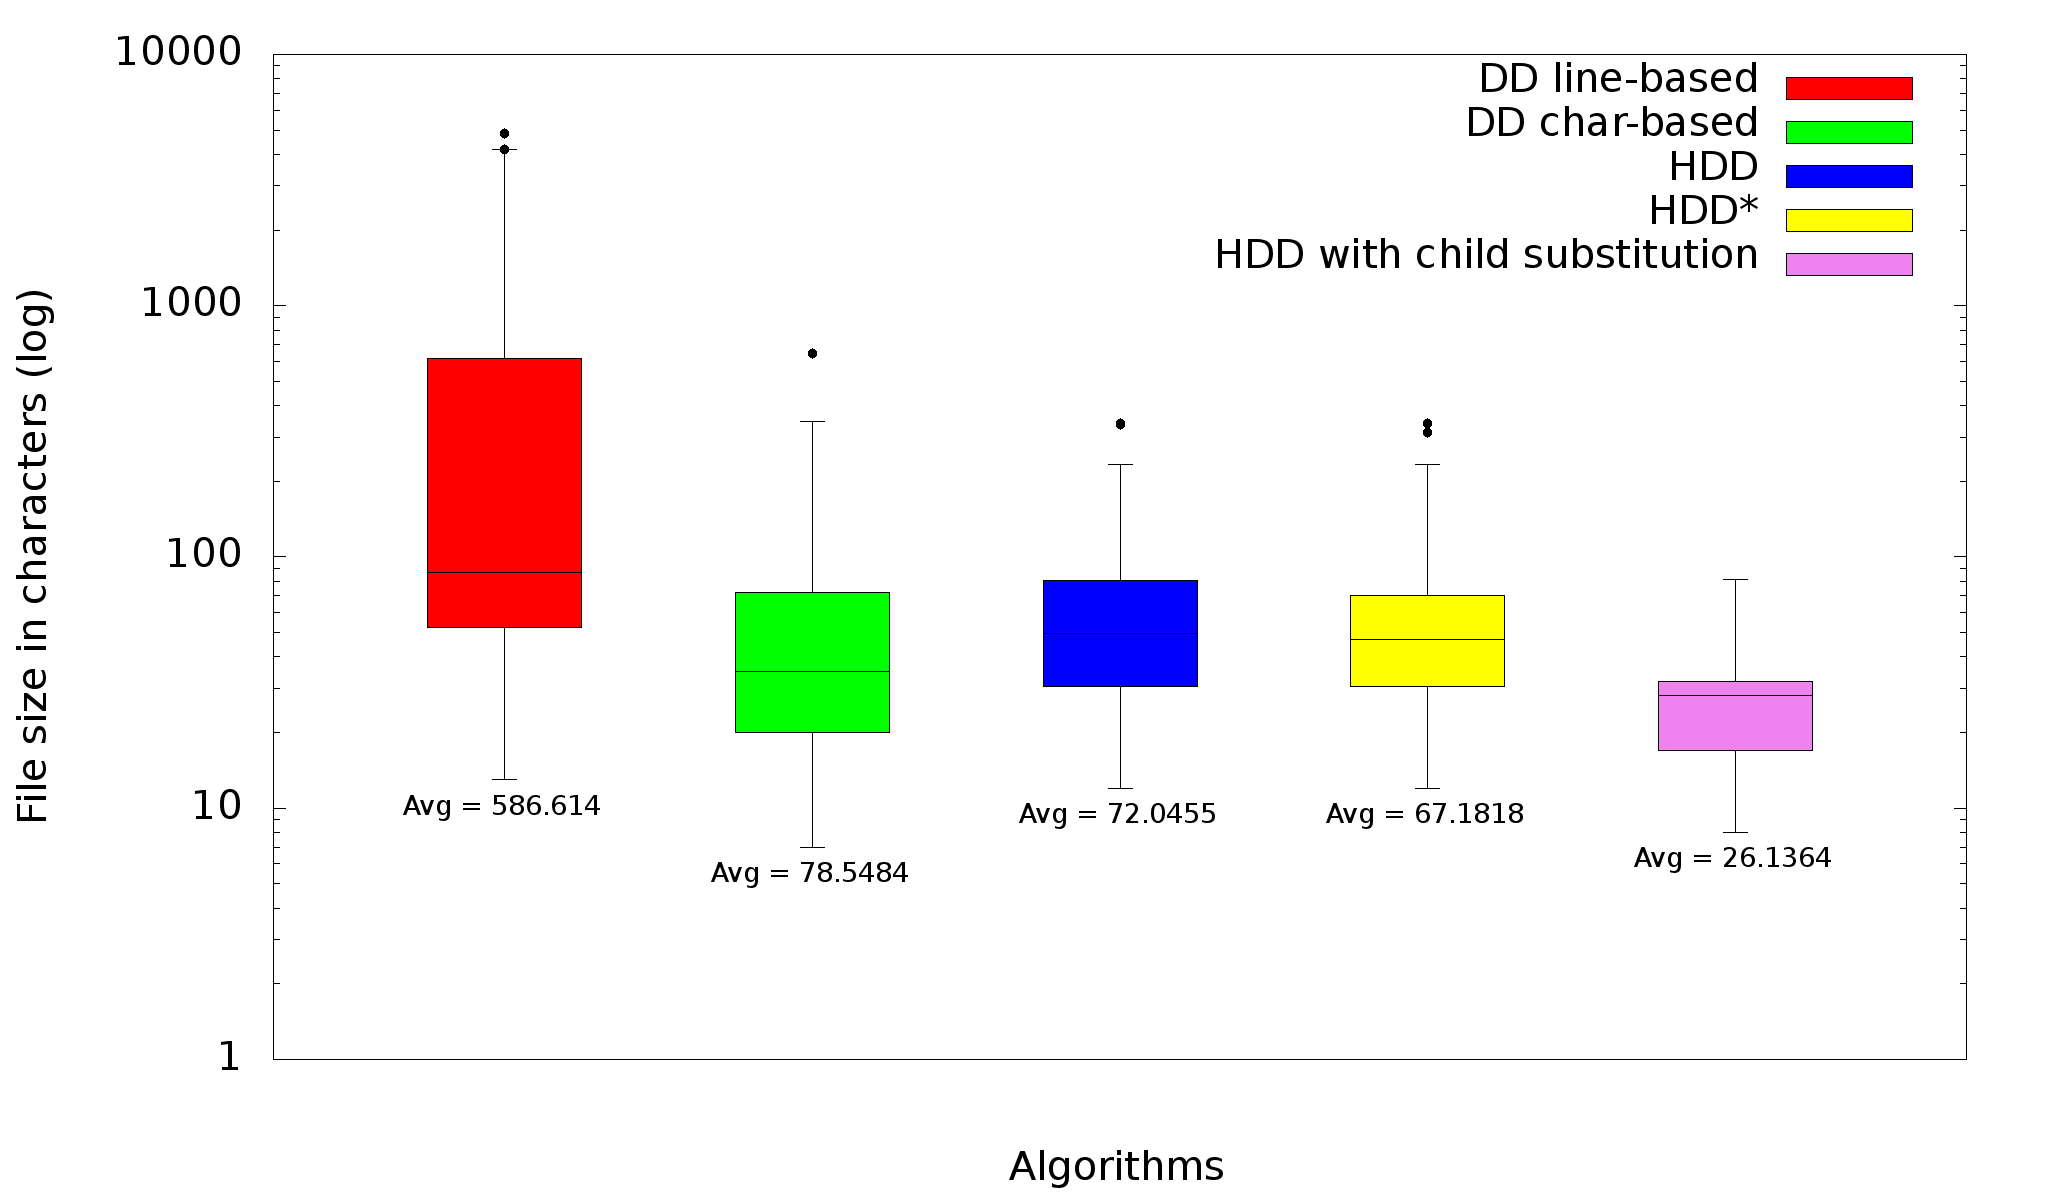 10000
1000
100
10
1
File size in characters (log)
DD line-based
DD char-based
HDD
HDD*
HDD with child substitution
Avg = 586.614
Avg = 78.5484
Avg = 72.0455
Avg = 67.1818
Avg = 26.1364
Algorithms